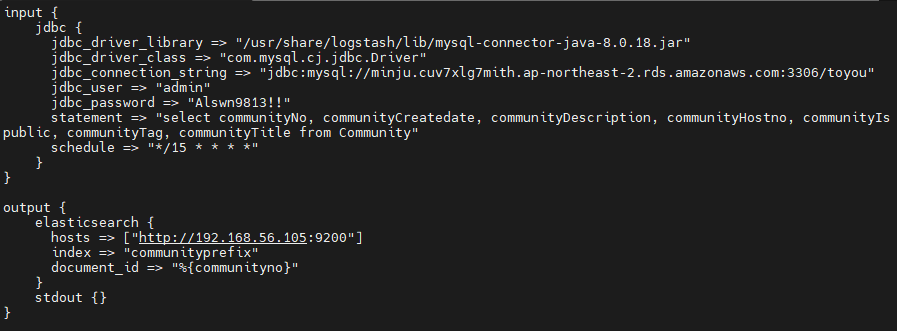 input {
    jdbc {
      jdbc_driver_library => "/usr/share/logstash/lib/mysql-connector-java-8.0.18.jar"
      jdbc_driver_class => "com.mysql.cj.jdbc.Driver"
      jdbc_connection_string => "jdbc:mysql://minju.cuv7xlg7mith.ap-northeast-2.rds.amazonaws.com:3306/toyou"
      jdbc_user => "admin"
      jdbc_password => "Alswn9813!!"
      statement => "select communityNo, communityCreatedate, communityDescription, communityHostno, communityIs
public, communityTag, communityTitle from Community"
      schedule => "*/15 * * * *"
    }
}

output {
    elasticsearch {
      hosts => ["http://192.168.56.105:9200"]
      index => "communityprefix"
      document_id => "%{communityno}"
    }
    stdout {}
}